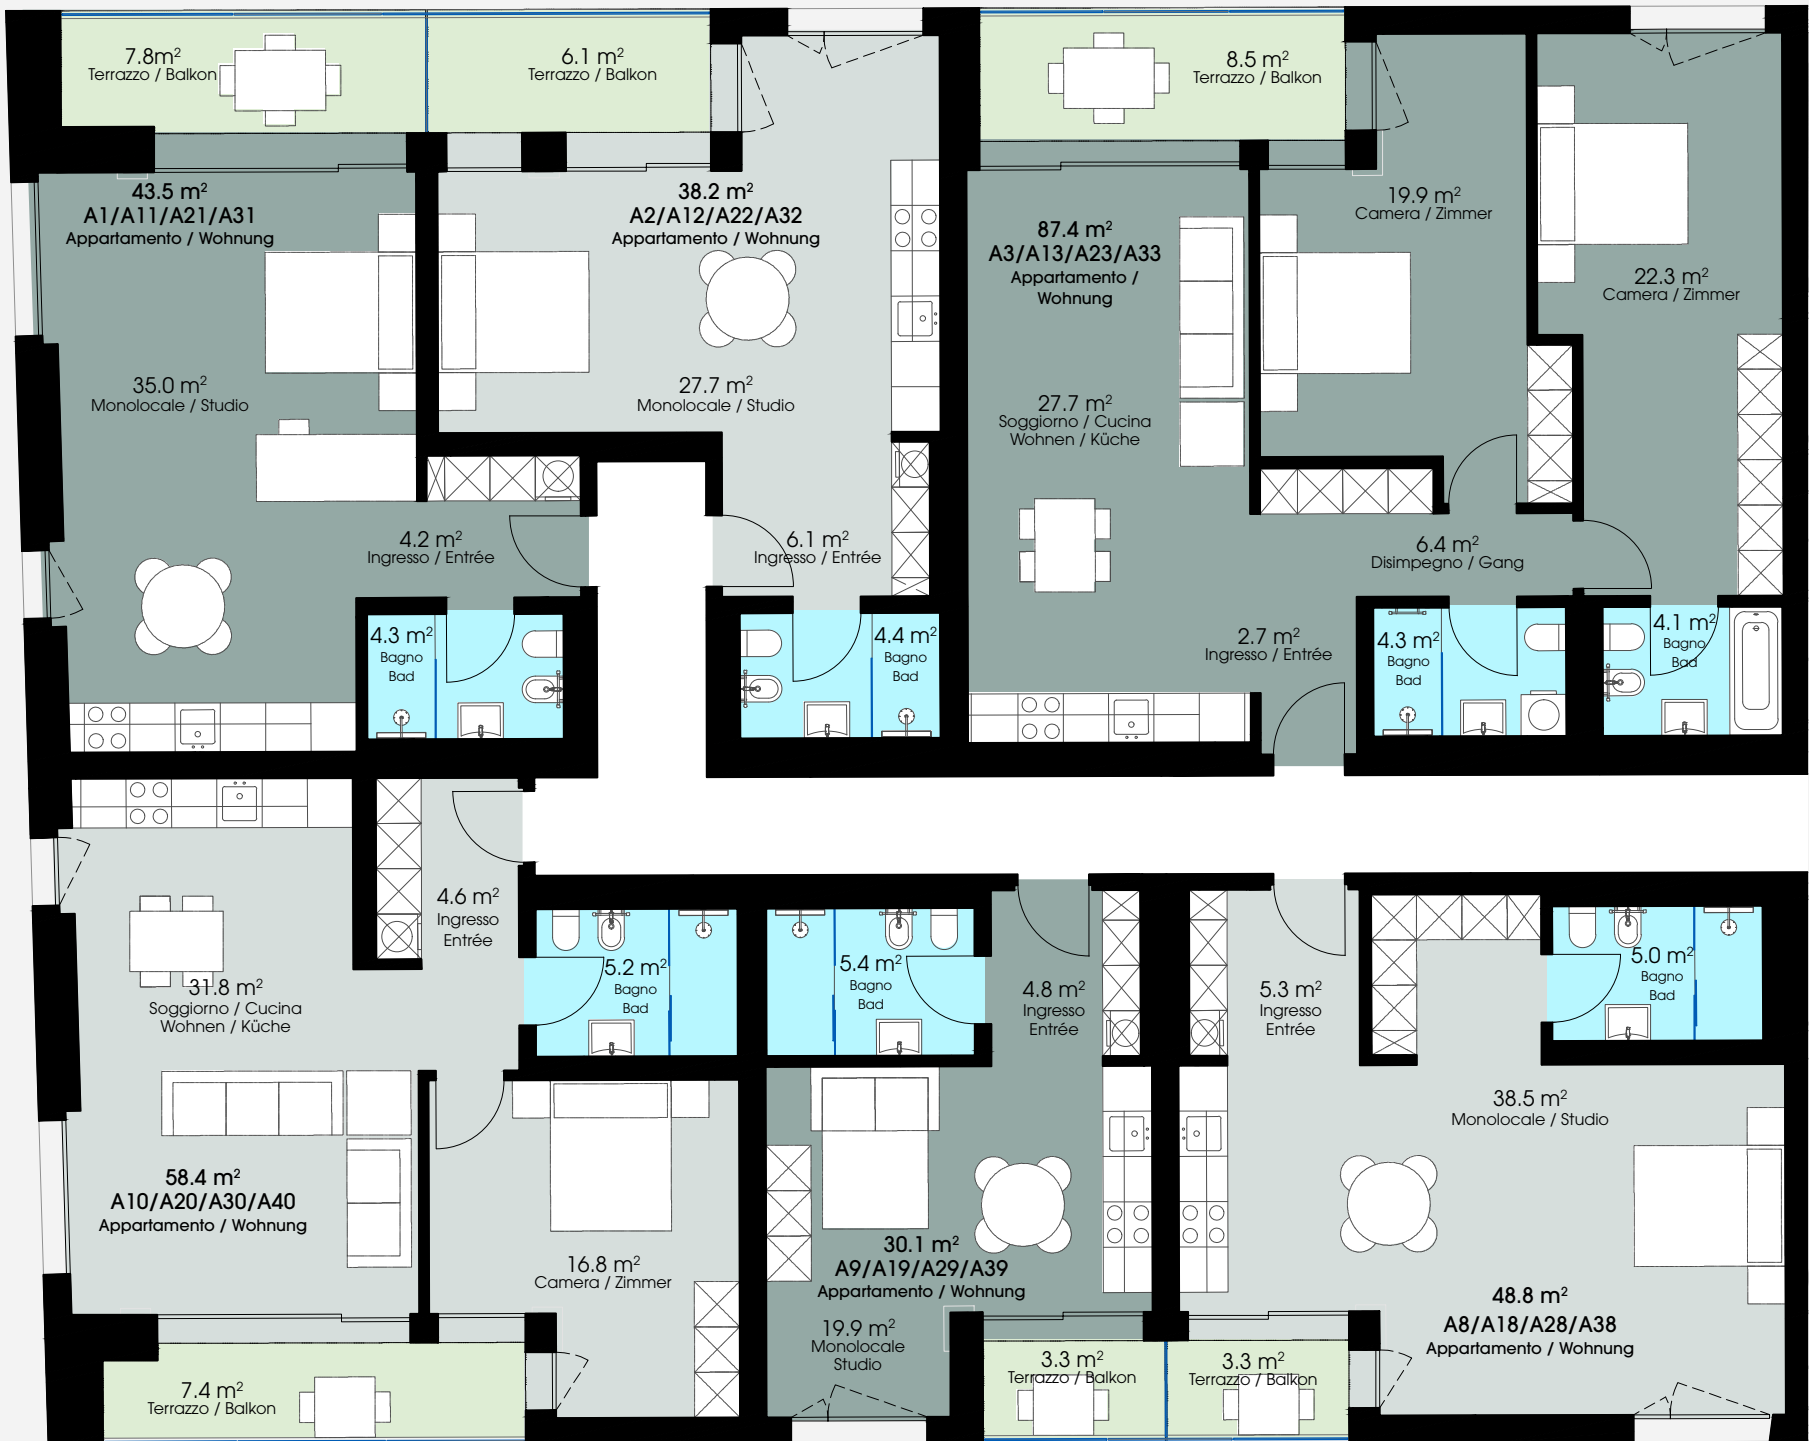 7.8m²
Terrazzo / Balkon
6.1 m²
Terrazzo / Balkon
8.5 m²
Terrazzo / Balkon
43.5 m²
A1/A11/A21/A31
Appartamento / Wohnung
38.2 m²
A2/A12/A22/A32
Appartamento / Wohnung
87.4 m²
A3/A13/A23/A33
Appartamento /
Wohnung
19.9 m²
Camera / Zimmer
22.3 m²
Camera / Zimmer
35.0 m²
Monolocale / Studio
27.7 m²
Monolocale / Studio
27.7 m²
Soggiorno / Cucina
Wohnen / Küche
4.2 m²
Ingresso / Entrée
6.1 m²
Ingresso / Entrée
6.4 m²
Disimpegno / Gang
4.3 m²
Bagno
Bad
4.4 m²
Bagno
Bad
2.7 m²
Ingresso / Entrée
4.3 m²
Bagno
Bad
4.1 m²
Bagno
Bad
4.6 m²
Ingresso
Entrée
31.8 m²
Soggiorno / Cucina
Wohnen / Küche
5.2 m²
Bagno
Bad
5.4 m²
Bagno
Bad
4.8 m²
Ingresso
Entrée
5.3 m²
Ingresso
Entrée
5.0 m²
Bagno
Bad
38.5 m²
Monolocale / Studio
58.4 m²
A10/A20/A30/A40
Appartamento / Wohnung
16.8 m²
Camera / Zimmer
30.1 m²
A9/A19/A29/A39
Appartamento / Wohnung
19.9 m²
Monolocale
Studio
48.8 m²
A8/A18/A28/A38
Appartamento / Wohnung
7.4 m²
Terrazzo / Balkon
3.3 m²
Terrazzo / Balkon
3.3 m²
Terrazzo / Balkon